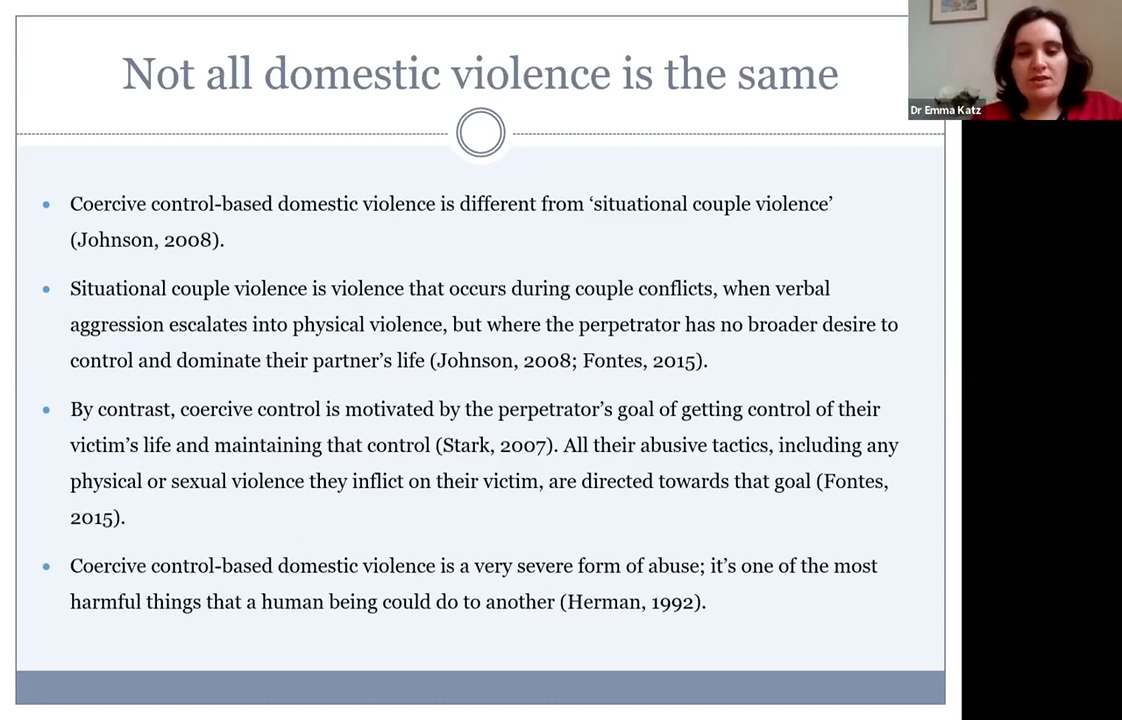 Not all domestic violence is the same
Dr Emma Katz
• Coercive control-based domestic violence is different from ‘situational couple violence’
(Johnson, 2008).
• Situational couple violence is violence that occurs during couple conflicts, when verbal
aggression escalates into physical violence, but where the perpetrator has no broader desire to
control and dominate their partner’s life (Johnson, 2008; Fontes, 2015).
• By contrast, coercive control is motivated by the perpetrator’s goal of getting control of their
victim’s life and maintaining that control (Stark, 2007). All their abusive tactics, including any
physical or sexual violence they inflict on their victim, are directed towards that goal (Fontes,
2015).
• Coercive control-based domestic violence is a very severe form of abuse; it’s one of the most
harmful things that a human being could do to another (Herman, 1992).